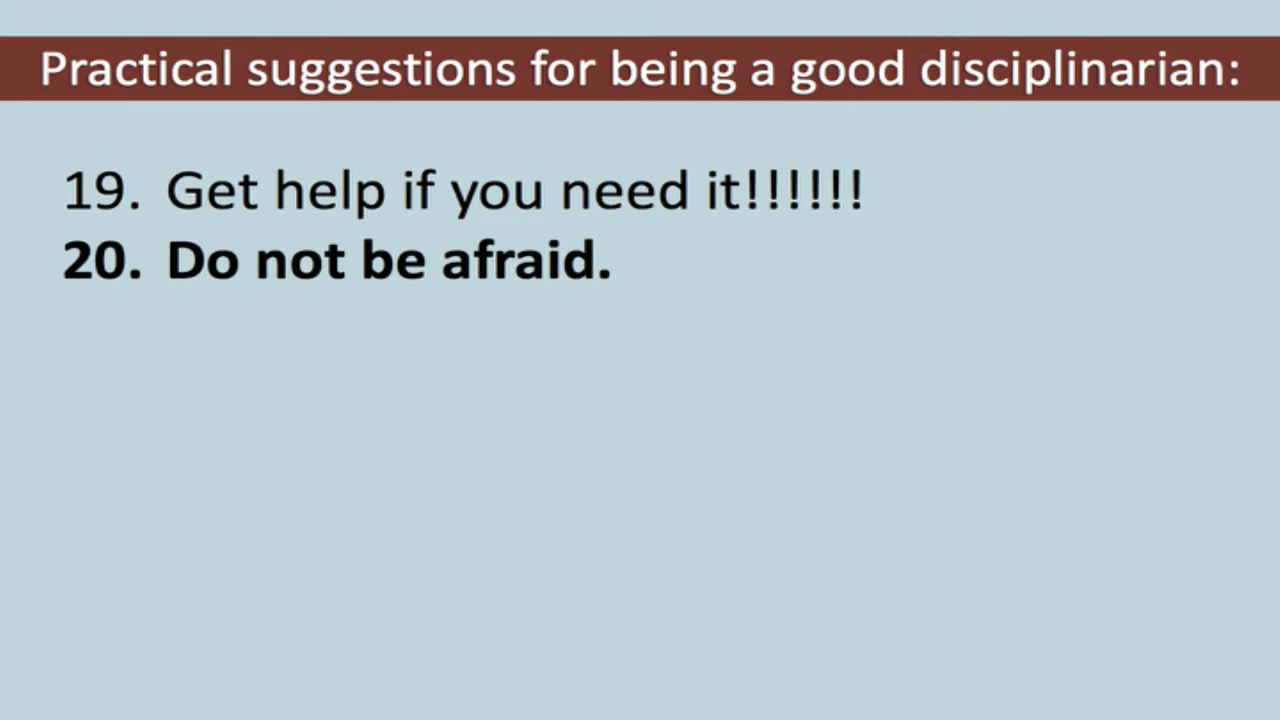 Practical suggestions for being a good disciplinarian:
19. Get help if you need it!!!!!!
20. Do not be afraid.